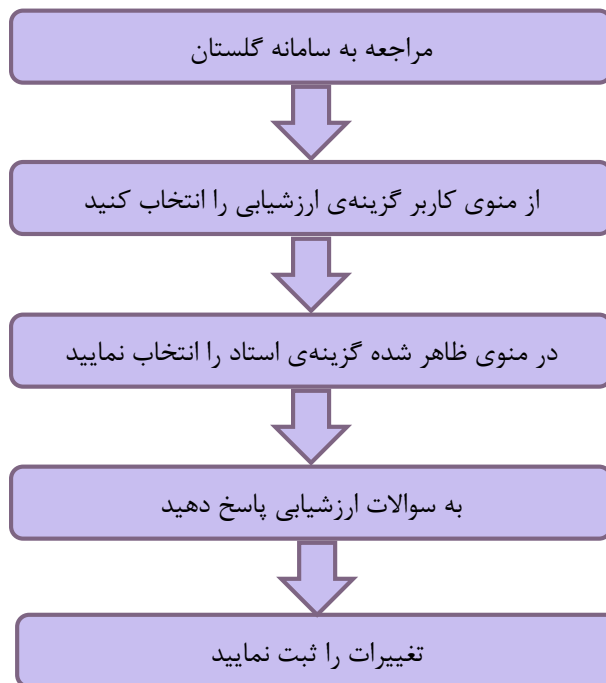 مراجعه به سامانه گلستان
از منوی کاربر گزینه‌ی ارزشیابی را انتخاب کنید
در منوی ظاهر شده گزینه‌ی استاد را انتخاب نمایید
به سوالات ارزشیابی پاسخ دهید
تغییرات را ثبت نمایید